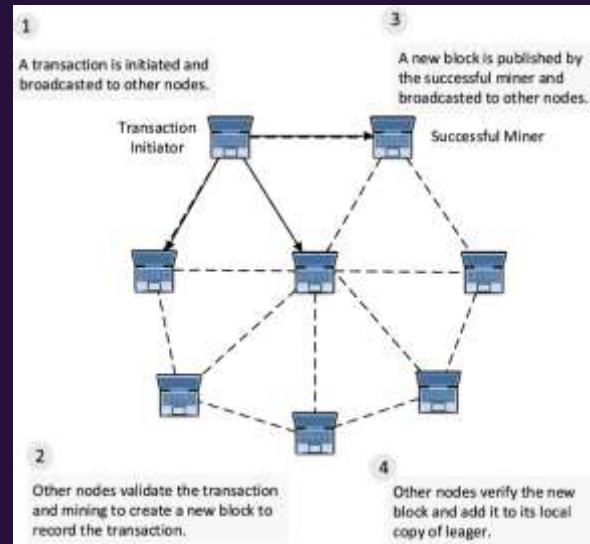 1
A transaction is initiated and
broadcasted to other nodes.
3
A new block is published by
the successful miner and
broadcasted to other nodes.
Transaction
Initiator
Successful Miner
2
Other nodes validate the transaction
and mining to create a new block to
record the transaction.
4
Other nodes verify the new
block and add it to its local
copy of leager.